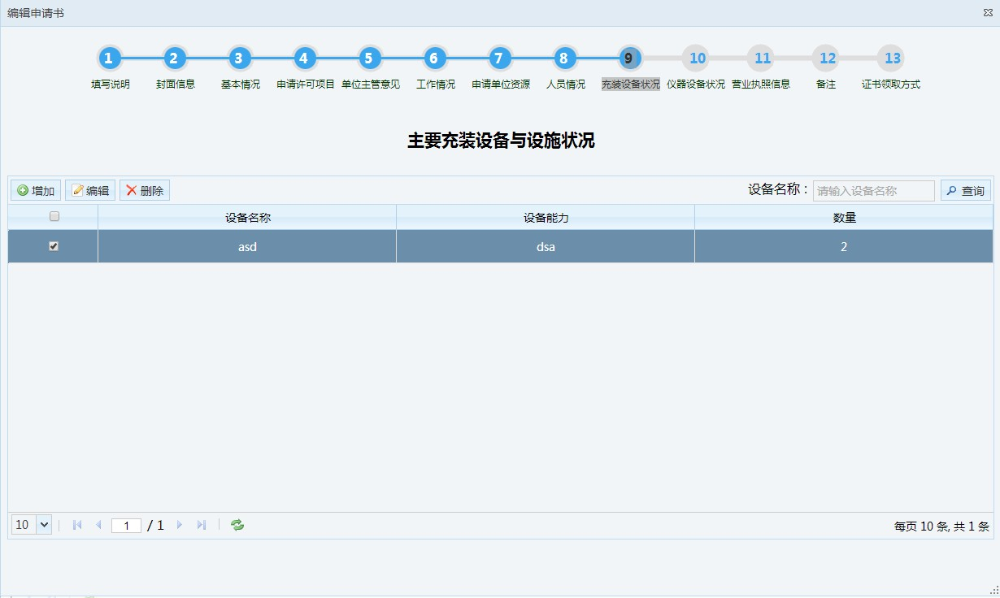 编辑申请书
1 2 3 4 5 6 7 8 9 10 11 12 13
填写说明 封面信息 基本情况 申请许可项目 单位主管意见 工作情况 申请单位资源 人员情况 充装设备状况 仪器设备状况 营业执照信息 备注 证书领取方式
主要充装设备与设施状况
增加 编辑 删除 设备名称： 请输入设备名称 查询
设备名称 设备能力 数量
asd dsa 2
10 1 / 1 每页 10 条, 共 1 条